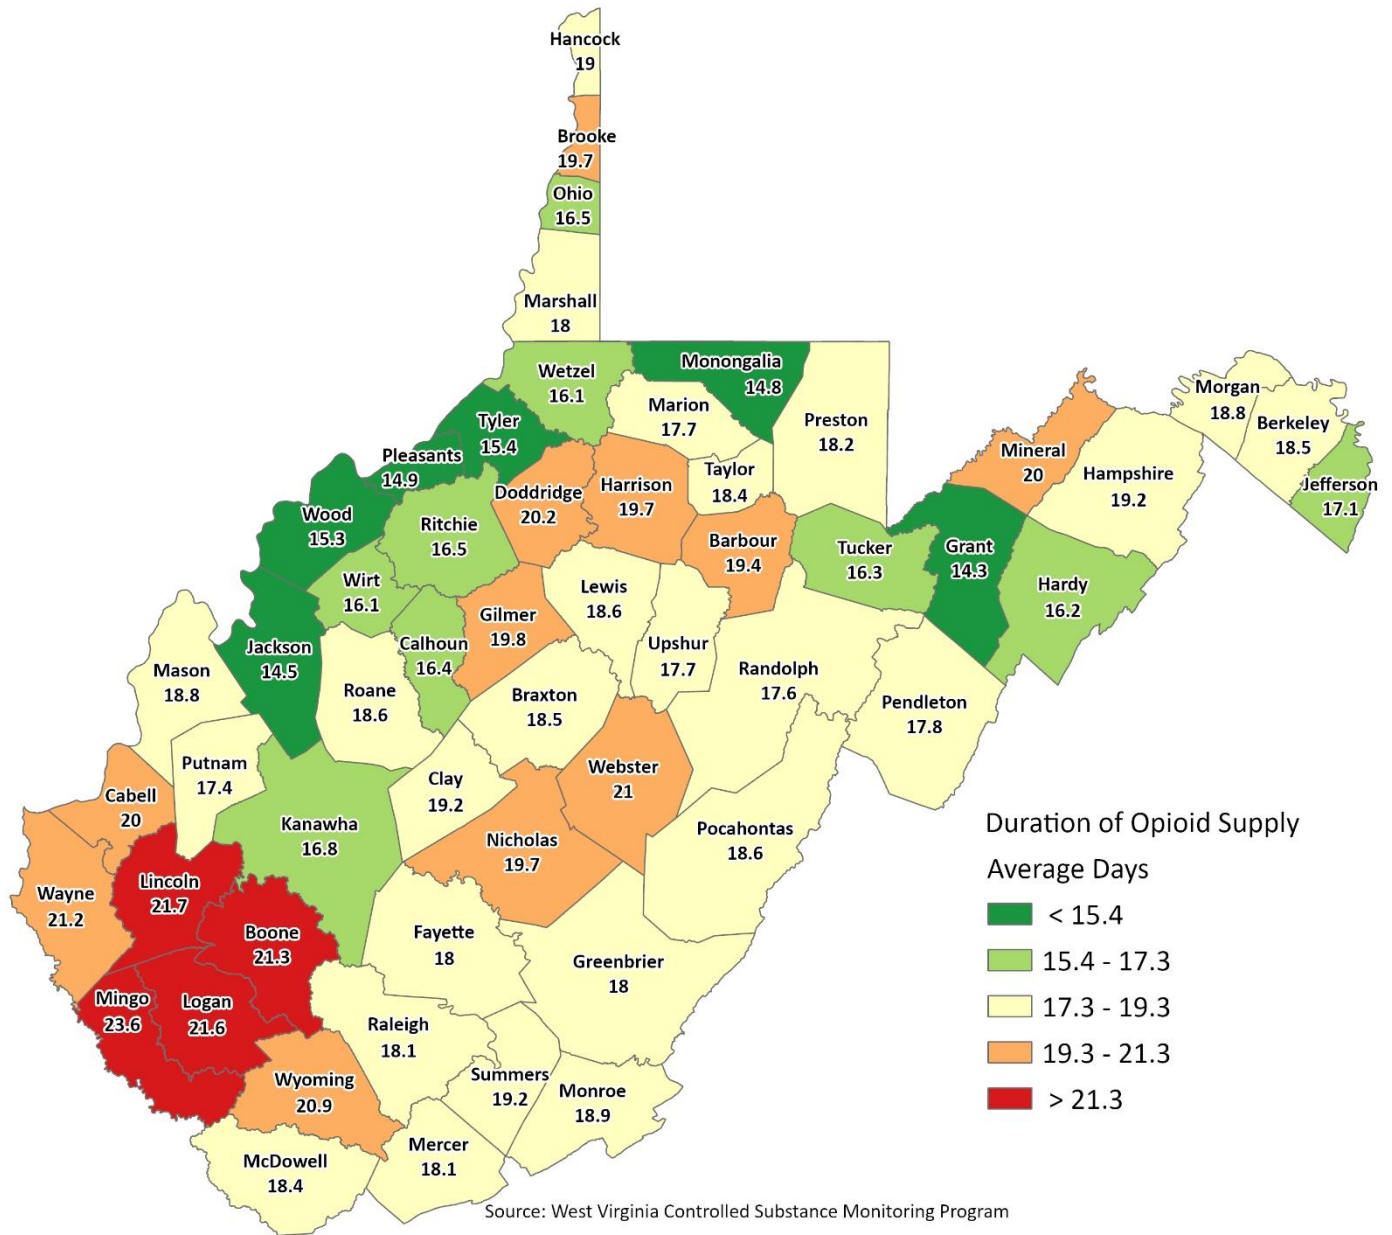 Hancock
19
Brooke
19.7
Ohio
16.5
Marshall
18
Wetzel
16.1
Monongalia
14.8
Marion
17.7
Preston
18.2
Tyler
15.4
Pleasants
14.9
Wood
15.3
Ritchie
16.5
Doddridge
20.2
Harrison
19.7
Taylor
18.4
Barbour
19.4
Tucker
16.3
Grant
14.3
Mineral
20
Hampshire
19.2
Morgan
18.8
Berkeley
18.5
Jefferson
17.1
Hardy
16.2
Wirt
16.1
Calhoun
16.4
Gilmer
19.8
Lewis
18.6
Upshur
17.7
Randolph
17.6
Pendleton
17.8
Mason
18.8
Jackson
14.5
Roane
18.6
Braxton
18.5
Webster
21
Putnam
17.4
Cabell
20
Kanawha
16.8
Clay
19.2
Nicholas
19.7
Pocahontas
18.6
Wayne
21.2
Lincoln
21.7
Boone
21.3
Fayette
18
Greenbrier
18
Mingo
23.6
Logan
21.6
Raleigh
18.1
Summers
19.2
Monroe
18.9
Wyoming
20.9
Mercer
18.1
McDowell
18.4
Duration of Opioid Supply
Average Days
< 15.4
15.4 - 17.3
17.3 - 19.3
19.3 - 21.3
> 21.3
Source: West Virginia Controlled Substance Monitoring Program